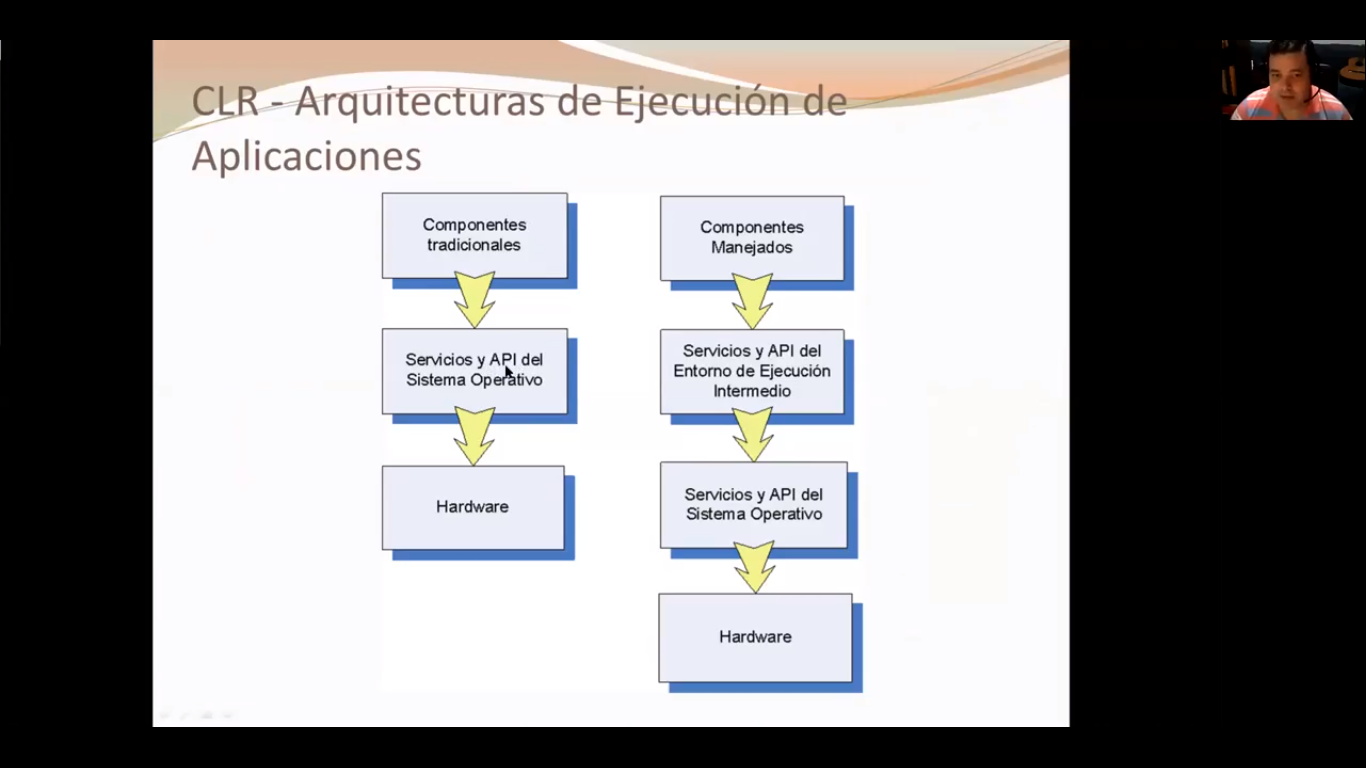 CLR - Arquitecturas de Ejecución de
Aplicaciones
Componentes
tradicionales
Servicios y API del
Sistema Operativo
Hardware
Componentes
Manejados
Servicios y API del
Entorno de Ejecución
Intermedio
Servicios y API del
Sistema Operativo
Hardware